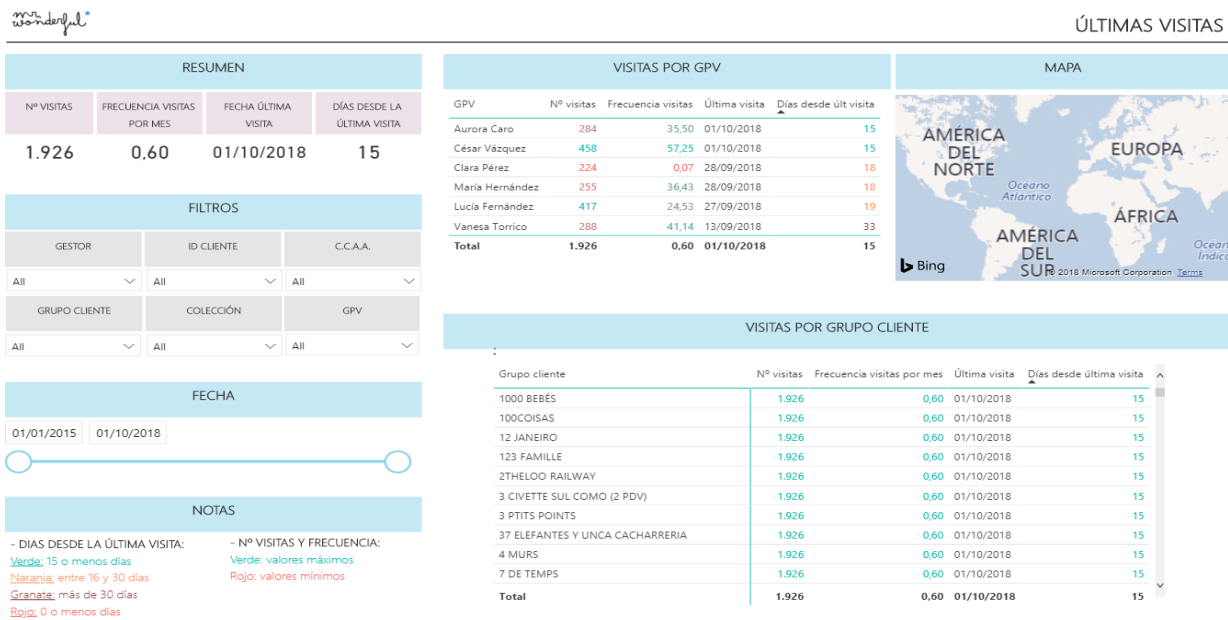 mr.
wonderful*
ÚLTIMAS VISITAS
RESUMEN
Nº VISITAS
FRECUENCIA VISITAS
POR MES
FECHA ÚLTIMA
VISITA
DÍAS DESDE LA
ÚLTIMA VISITA
1.926 0,60 01/10/2018 15
FILTROS
GESTOR ID CLIENTE C.C.A.A.
All All All
GRUPO CLIENTE COLECCIÓN GPV
All All All
FECHA
01/01/2015 01/10/2018
NOTAS
- DIAS DESDE LA ÚLTIMA VISITA:
Verde: 15 o menos días
Naranja: entre 16 y 30 días
Granate: más de 30 días
Rojo: 0 o menos días
- Nº VISITAS Y FRECUENCIA:
Verde: valores máximos
Rojo: valores mínimos
VISITAS POR GPV
GPV Nº visitas Frecuencia visitas Última visita Días desde últ visita
Aurora Caro 284 35,50 01/10/2018 15
César Vázquez 458 57,25 01/10/2018 15
Clara Pérez 224 0,07 28/09/2018 18
María Hernández 255 36,43 28/09/2018 18
Lucía Fernández 417 24,53 27/09/2018 19
Vanesa Torrico 288 41,14 13/09/2018 33
Total 1.926 0,60 01/10/2018 15
MAPA
AMÉRICA
DEL
NORTE
EUROPA
Océano
Atlántico
ÁFRICA
AMÉRICA
DEL
SUR
Océan
Índico
Bing
© 2018 Microsoft Corporation Terms
VISITAS POR GRUPO CLIENTE
:
Grupo cliente Nº visitas Frecuencia visitas por mes Última visita Días desde última visita
1000 BEBÉS 1.926 0,60 01/10/2018 15
100COISAS 1.926 0,60 01/10/2018 15
12 JANEIRO 1.926 0,60 01/10/2018 15
123 FAMILLE 1.926 0,60 01/10/2018 15
2THELOO RAILWAY 1.926 0,60 01/10/2018 15
3 CIVETTE SUL COMO (2 PDV) 1.926 0,60 01/10/2018 15
3 PTITS POINTS 1.926 0,60 01/10/2018 15
37 ELEFANTES Y UNCA CACHARRERIA 1.926 0,60 01/10/2018 15
4 MURS 1.926 0,60 01/10/2018 15
7 DE TEMPS 1.926 0,60 01/10/2018 15
Total 1.926 0,60 01/10/2018 15